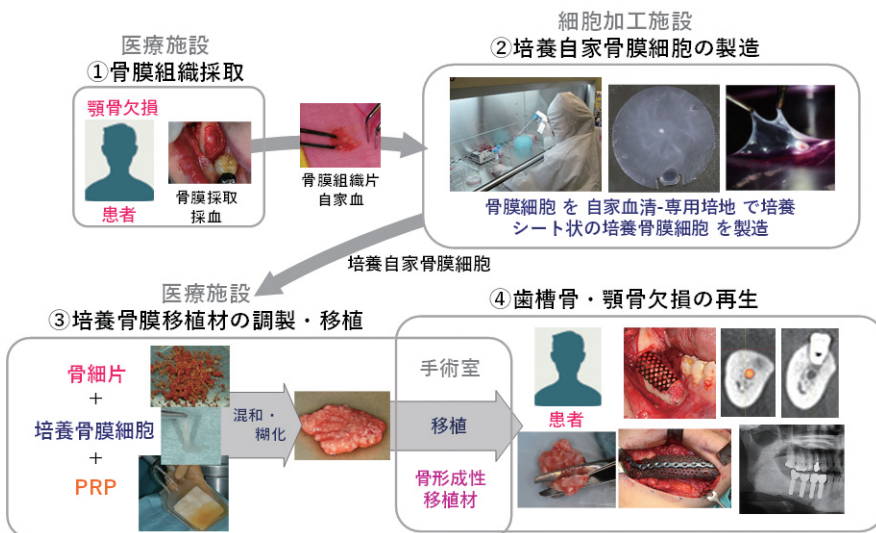 医療施設
①骨膜組織採取
顎骨欠損
患者
骨膜採取
採血
骨膜組織片
自家血
細胞加工施設
②培養自家骨膜細胞の製造
骨膜細胞 を 自家血清-専用培地 で培養
シート状の培養骨膜細胞 を製造
培養自家骨膜細胞
医療施設
③培養骨膜移植材の調製・移植
骨細片
+
培養骨膜細胞
+
PRP
混和・
糊化
手術室
移植
骨形成性
移植材
④歯槽骨・顎骨欠損の再生
患者